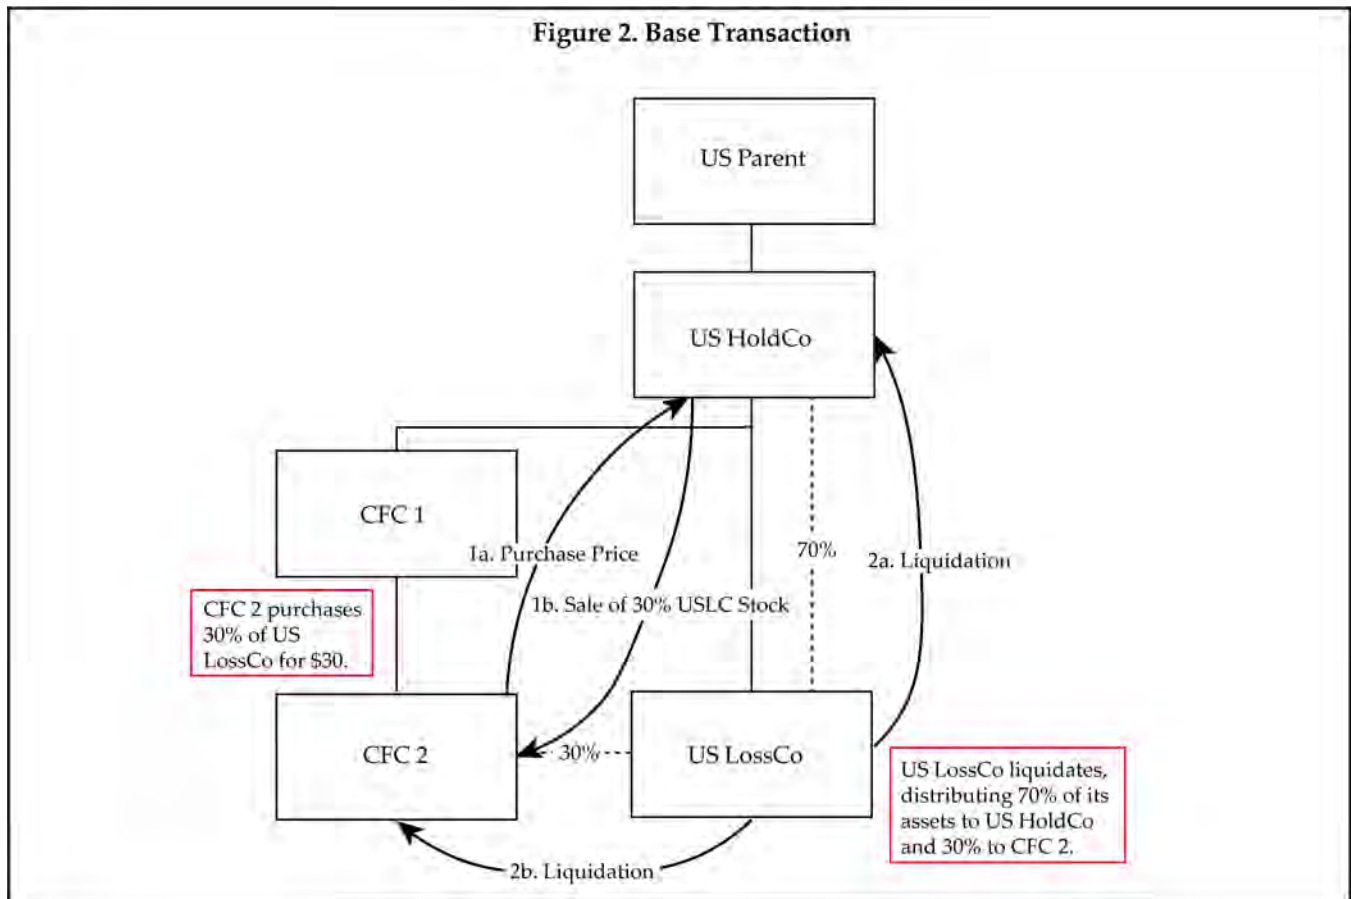 Figure 2. Base Transaction
US Parent
US HoldCo
CFC 1
1a. Purchase Price
70%
2a. Liquidation
1b. Sale of 30% USLC Stock
CFC 2 purchases
30% of US
LossCo for $30.
CFC 2
30%
US LossCo
US LossCo liquidates,
distributing 70% of its
assets to US HoldCo
and 30% to CFC 2.
2b. Liquidation